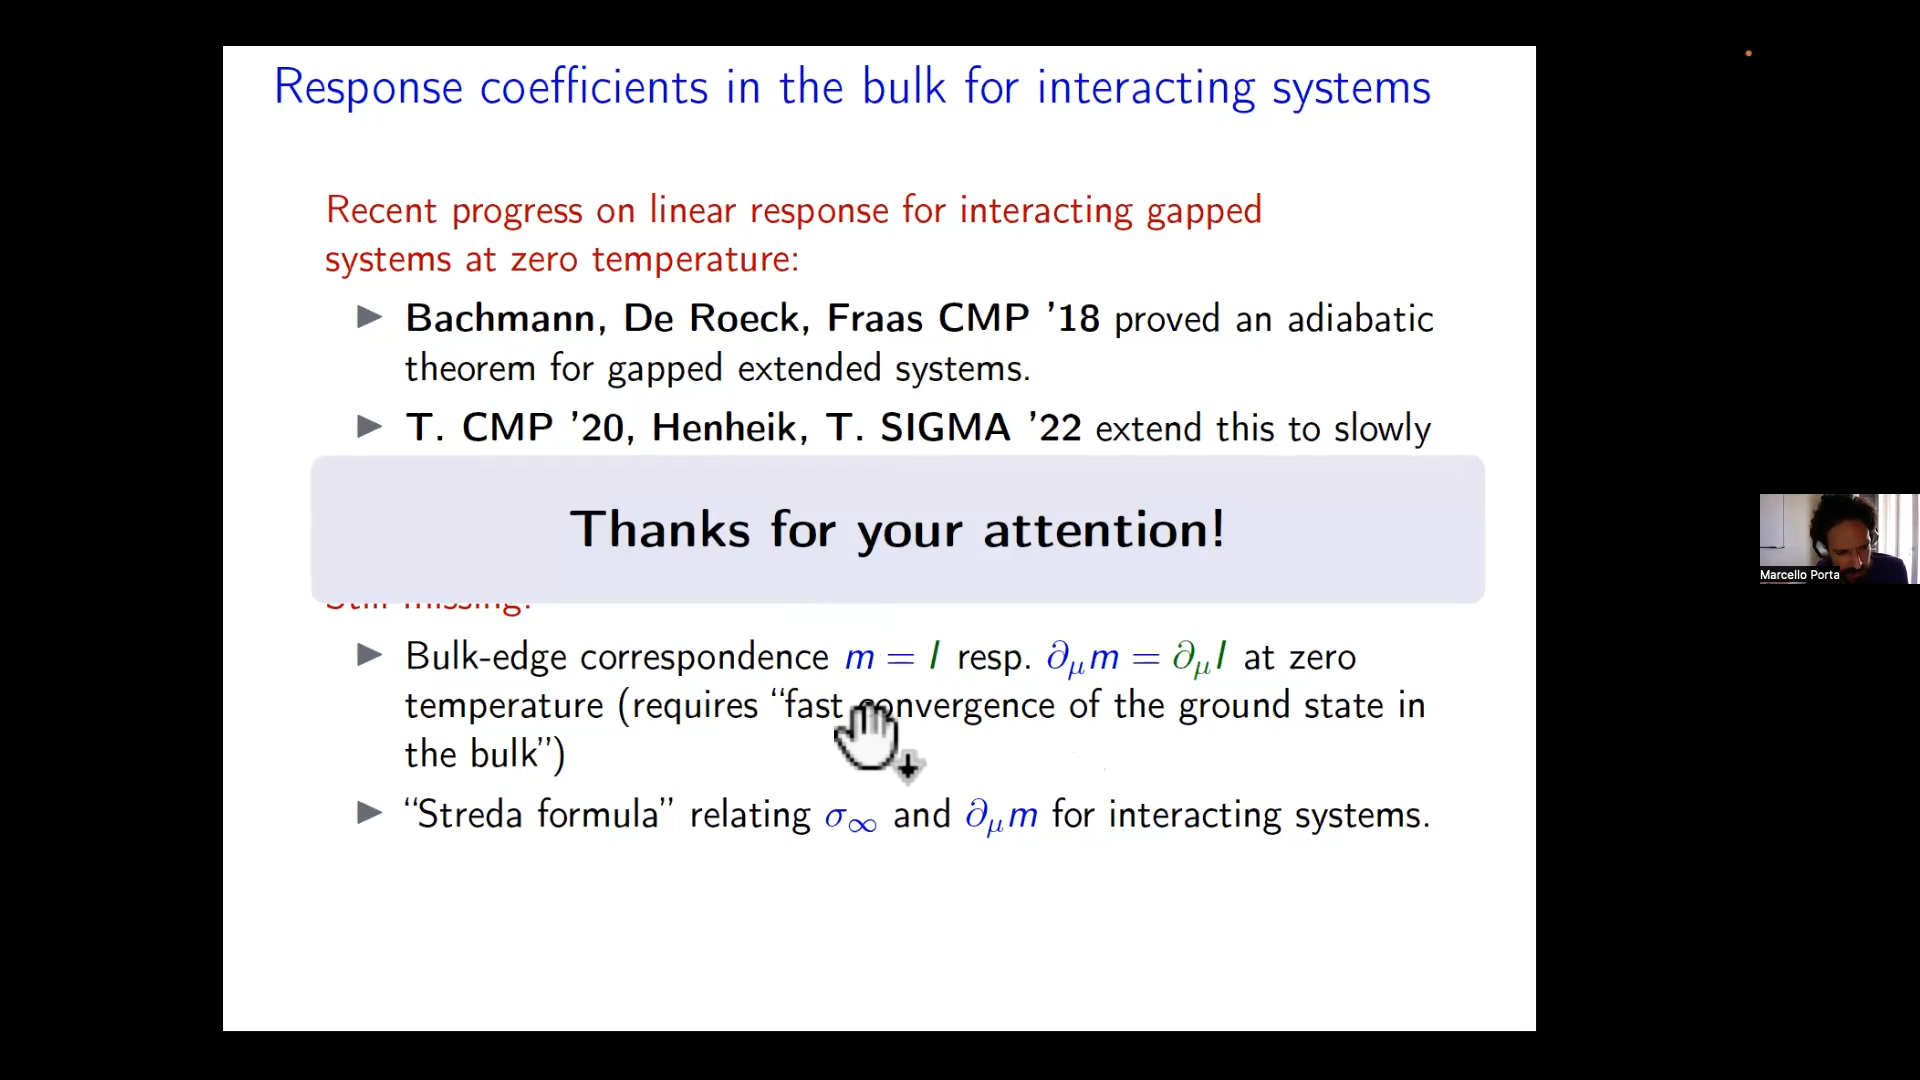 Response coefficients in the bulk for interacting systems
Recent progress on linear response for interacting gapped
systems at zero temperature:
▶ Bachmann, De Roeck, Fraas CMP '18 proved an adiabatic
theorem for gapped extended systems.
▶ T. CMP '20, Henheik, T. SIGMA '22 extend this to slowly
Thanks for your attention!
Still missing:
▶ Bulk-edge correspondence m = I resp. ∂μm = ∂μI at zero
temperature (requires “fast convergence of the ground state in
the bulk”)
▶ “Streda formula” relating σ∞ and ∂μm for interacting systems.
Marcello Porta